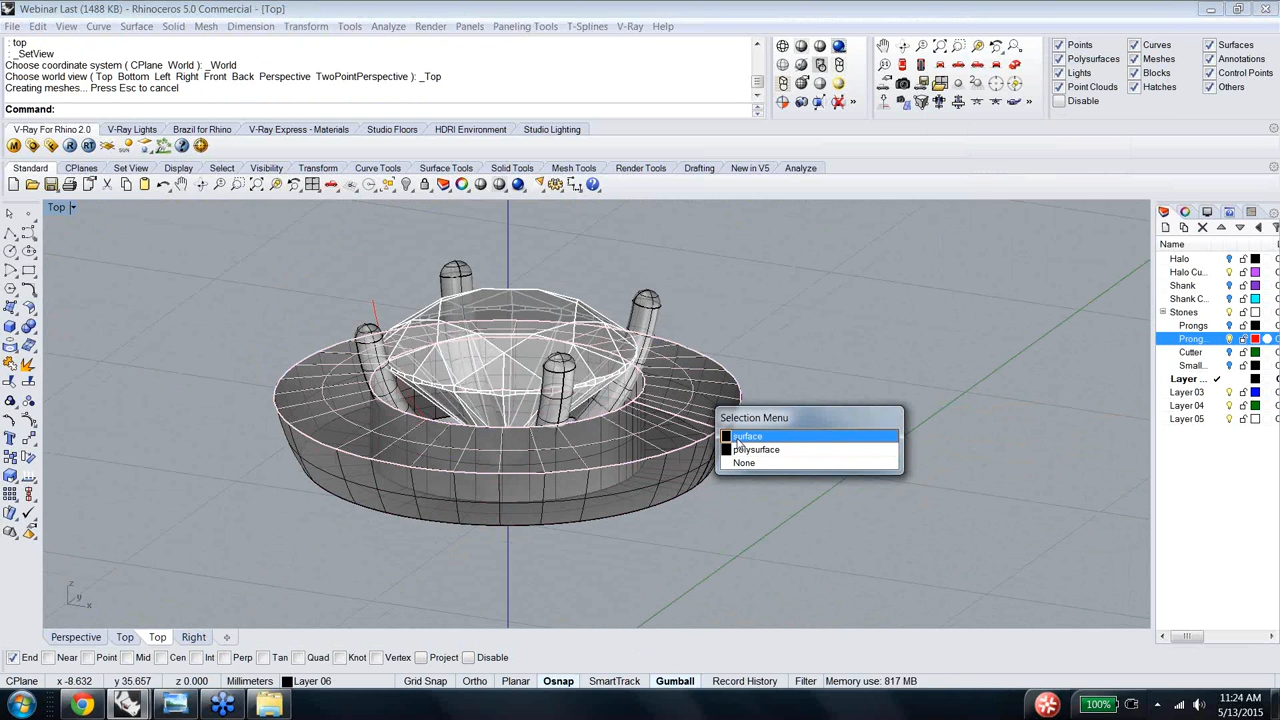 Webinar Last (1488 KB) - Rhinoceros 5.0 Commercial - [Top]
File Edit View Curve Surface Solid Mesh Dimension Transform Tools Analyze Render Panels Paneling Tools T-Splines V-Ray Help
: top
: _SetView
Choose coordinate system ( CPlane World ): _World
Choose world view ( Top Bottom Left Right Front Back Perspective TwoPointPerspective ): _Top
Creating meshes... Press Esc to cancel
Command:
Points Curves Surfaces
Polysurfaces Meshes Annotations
Lights Blocks Control Points
Point Clouds Hatches Others
Disable
V-Ray For Rhino 2.0 V-Ray Lights Brazil for Rhino V-Ray Express - Materials Studio Floors HDRI Environment Studio Lighting
Standard CPlanes Set View Display Select Visibility Transform Curve Tools Surface Tools Solid Tools Mesh Tools Render Tools Drafting New in V5 Analyze
Top
Name
Halo
Halo Cu...
Shank
Shank C...
Stones
Prongs
Prong...
Cutter
Small...
Layer ...
Layer 03
Layer 04
Layer 05
Selection Menu
surface
polysurface
None
z
y
x
Perspective Top Top Right
End Near Point Mid Cen Int Perp Tan Quad Knot Vertex Project Disable
CPlane x -8.632 y 35.657 z 0.000 Millimeters Layer 06 Grid Snap Ortho Planar Osnap SmartTrack Gumball Record History Filter Memory use: 817 MB
100%
11:24 AM
5/13/2015